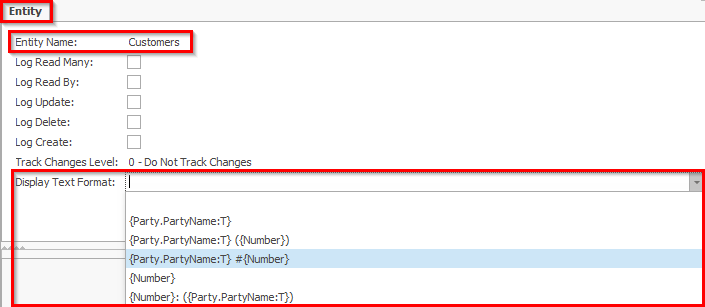 Entity
Entity Name: Customers
Log Read Many:
Log Read By:
Log Update:
Log Delete:
Log Create:
Track Changes Level: 0 - Do Not Track Changes
Display Text Format:
{Party.PartyName:T}
{Party.PartyName:T} ({Number})
{Party.PartyName:T} #{Number}
{Number}
{Number}: ({Party.PartyName:T})